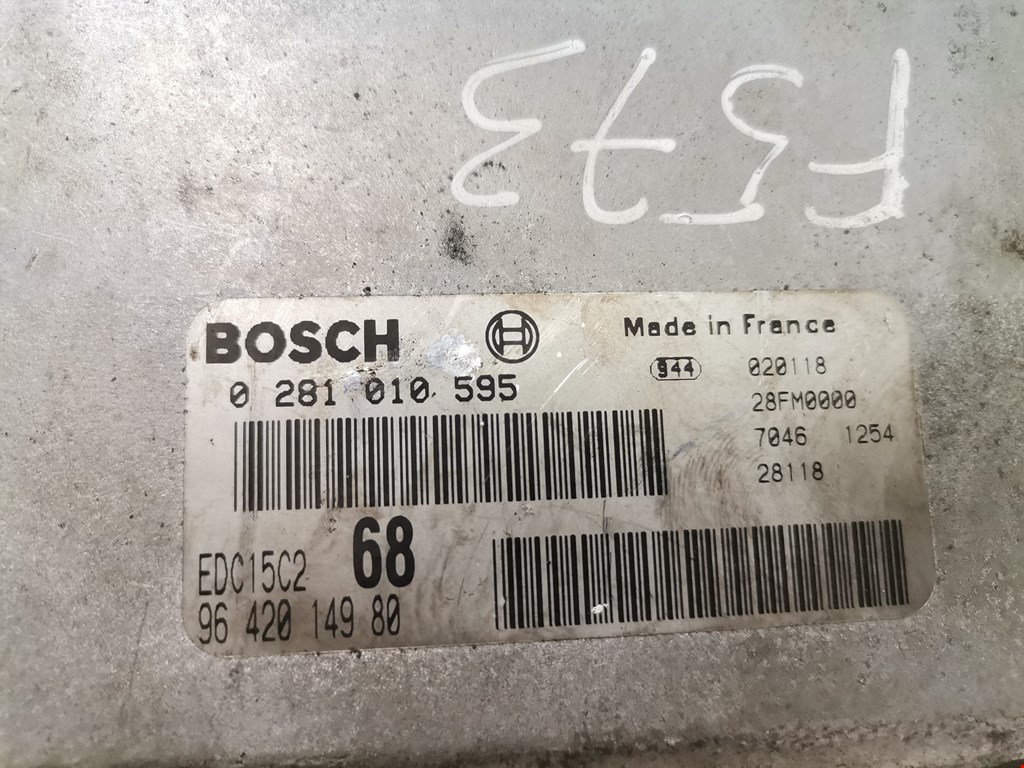 F573
BOSCH
0 281 010 595
EDC15C2 68
96 420 149 80
Made in France
944 020118
28FM0000
7046 1254
28118